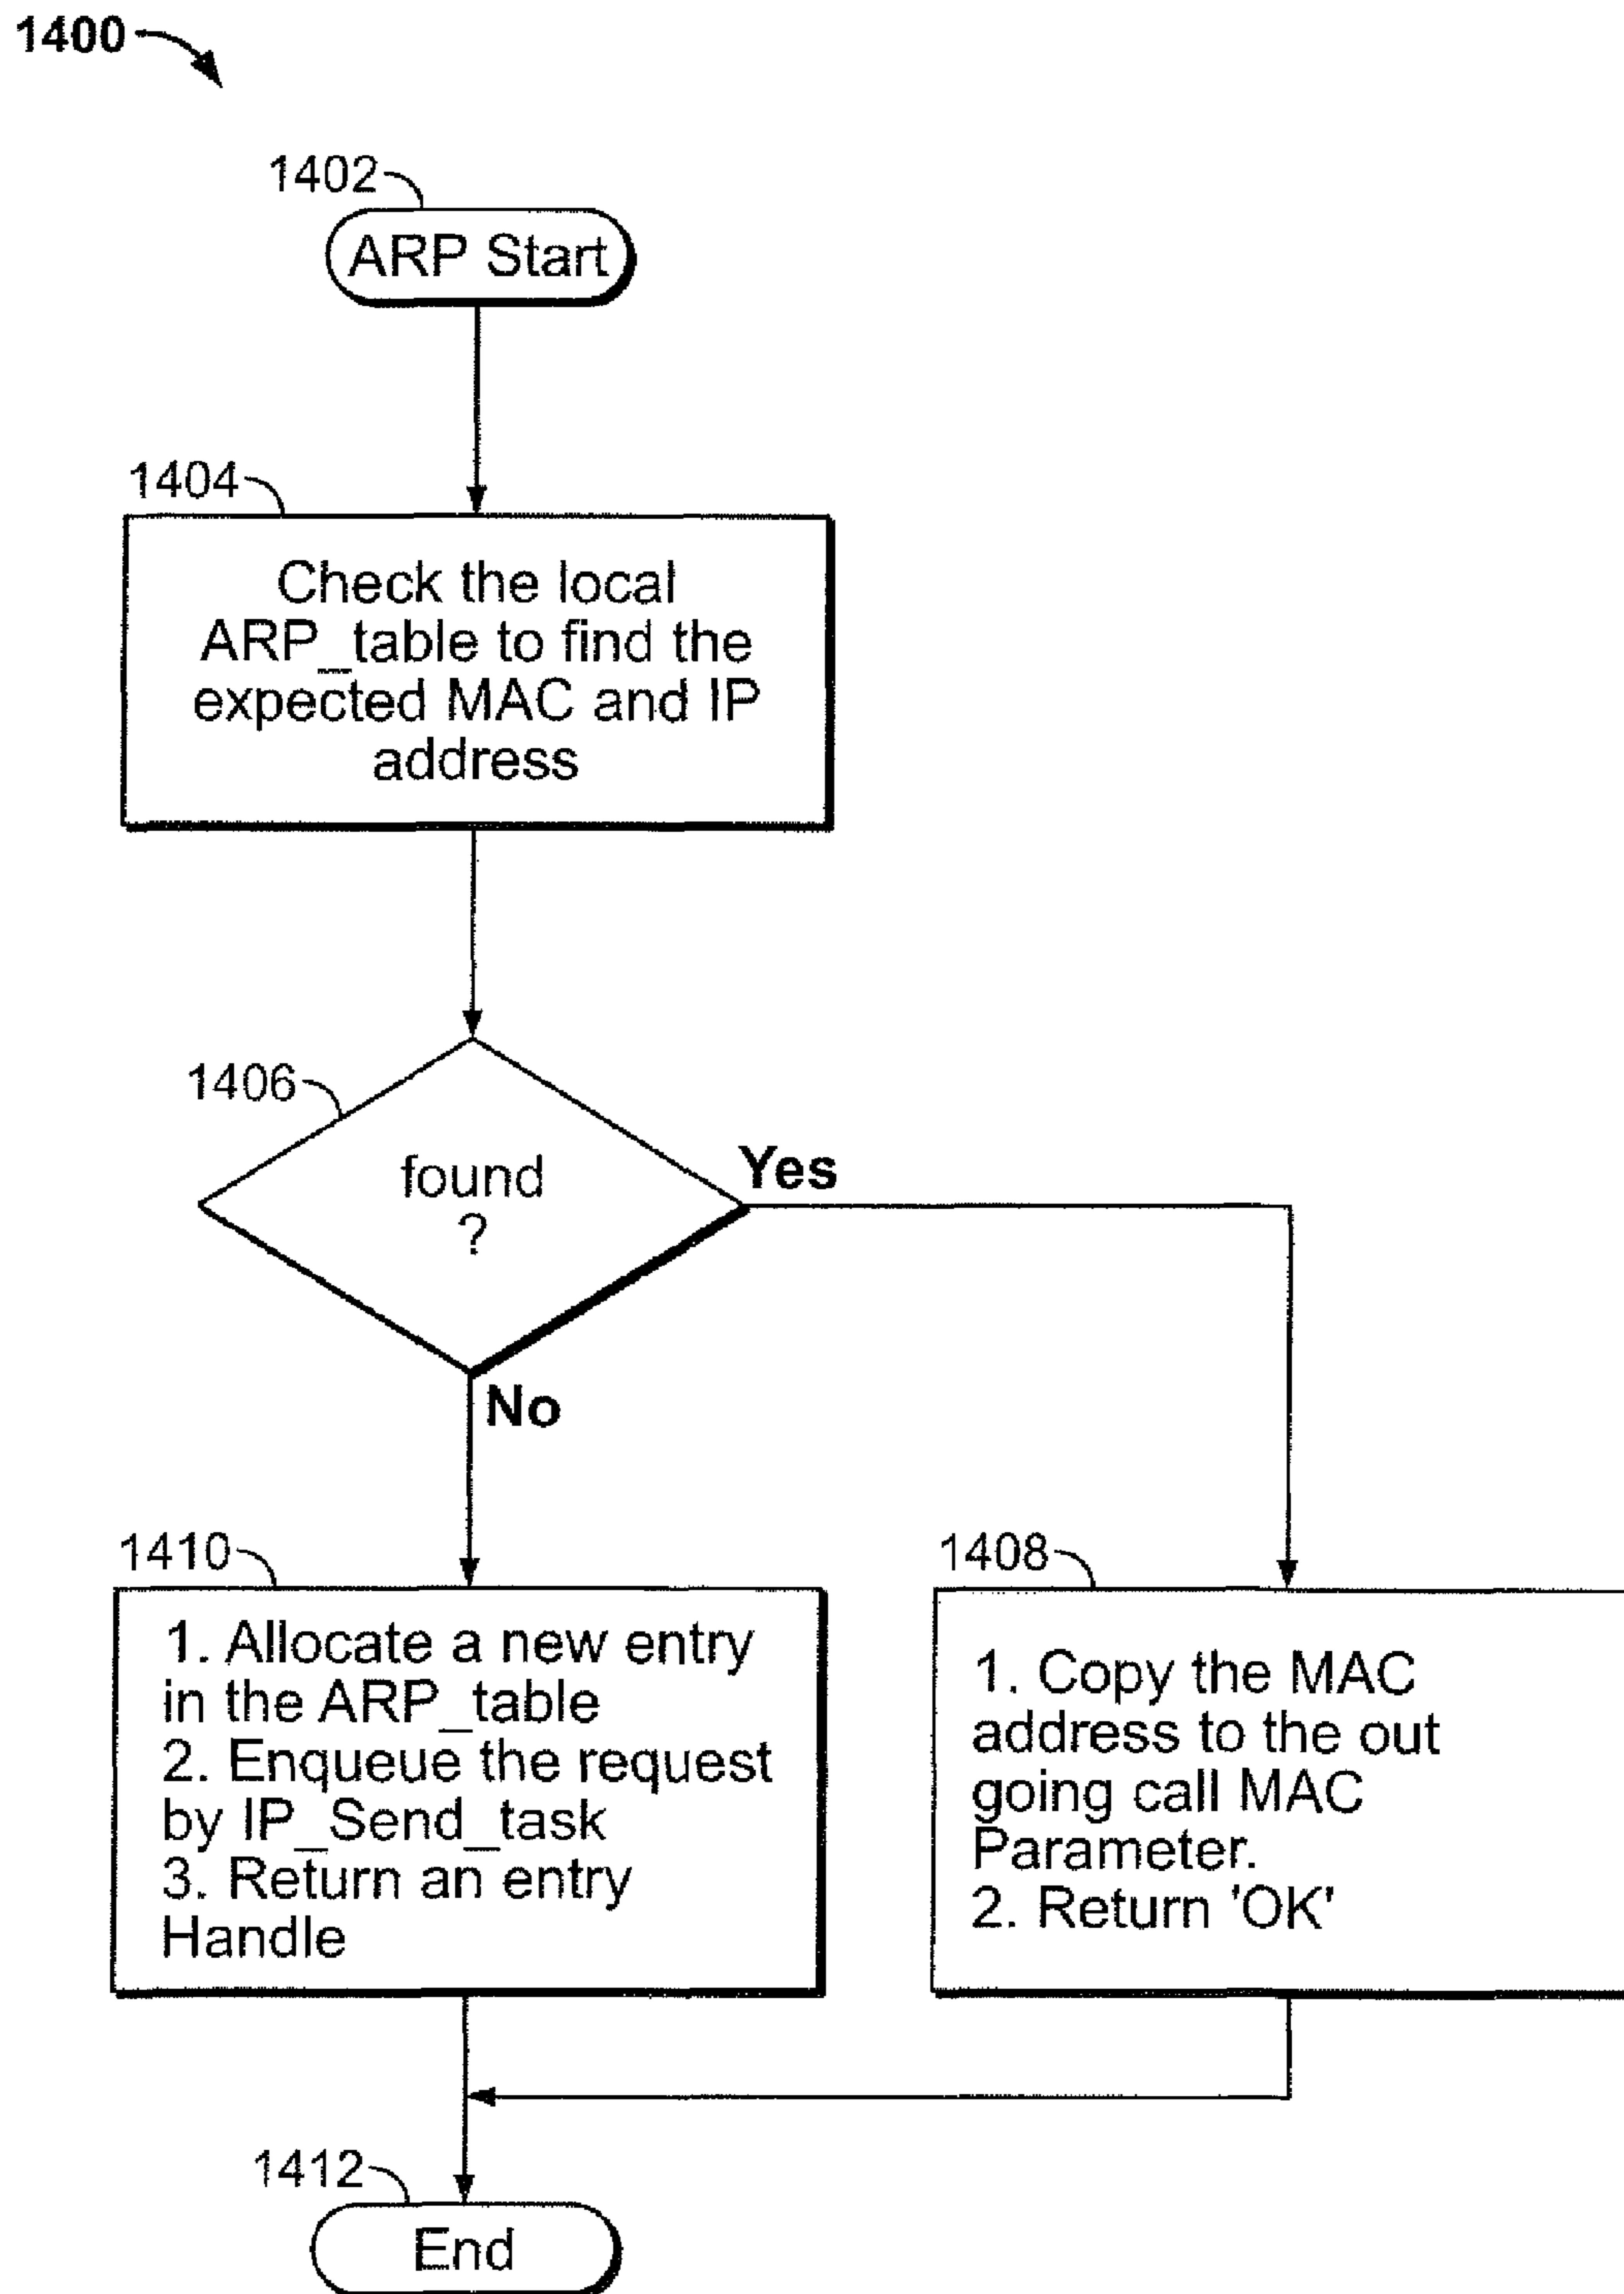 1400
1402
ARP Start
1404
Check the local
ARP_table to find the
expected MAC and IP
address
1406
found
?
Yes
No
1410
1. Allocate a new entry
in the ARP_table
2. Enqueue the request
by IP_Send_task
3. Return an entry
Handle
1408
1. Copy the MAC
address to the out
going call MAC
Parameter.
2. Return 'OK'
1412
End